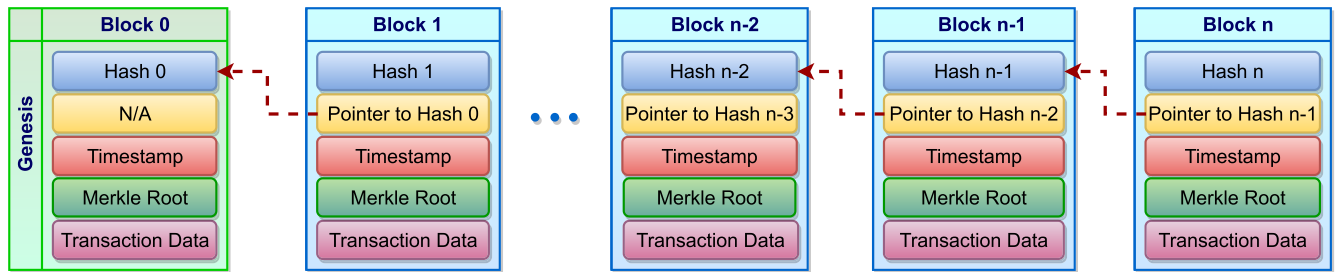 Block 0
Genesis
Hash 0
N/A
Timestamp
Merkle Root
Transaction Data
Block 1
Hash 1
Pointer to Hash 0
Timestamp
Merkle Root
Transaction Data
Block n-2
Hash n-2
Pointer to Hash n-3
Timestamp
Merkle Root
Transaction Data
Block n-1
Hash n-1
Pointer to Hash n-2
Timestamp
Merkle Root
Transaction Data
Block n
Hash n
Pointer to Hash n-1
Timestamp
Merkle Root
Transaction Data